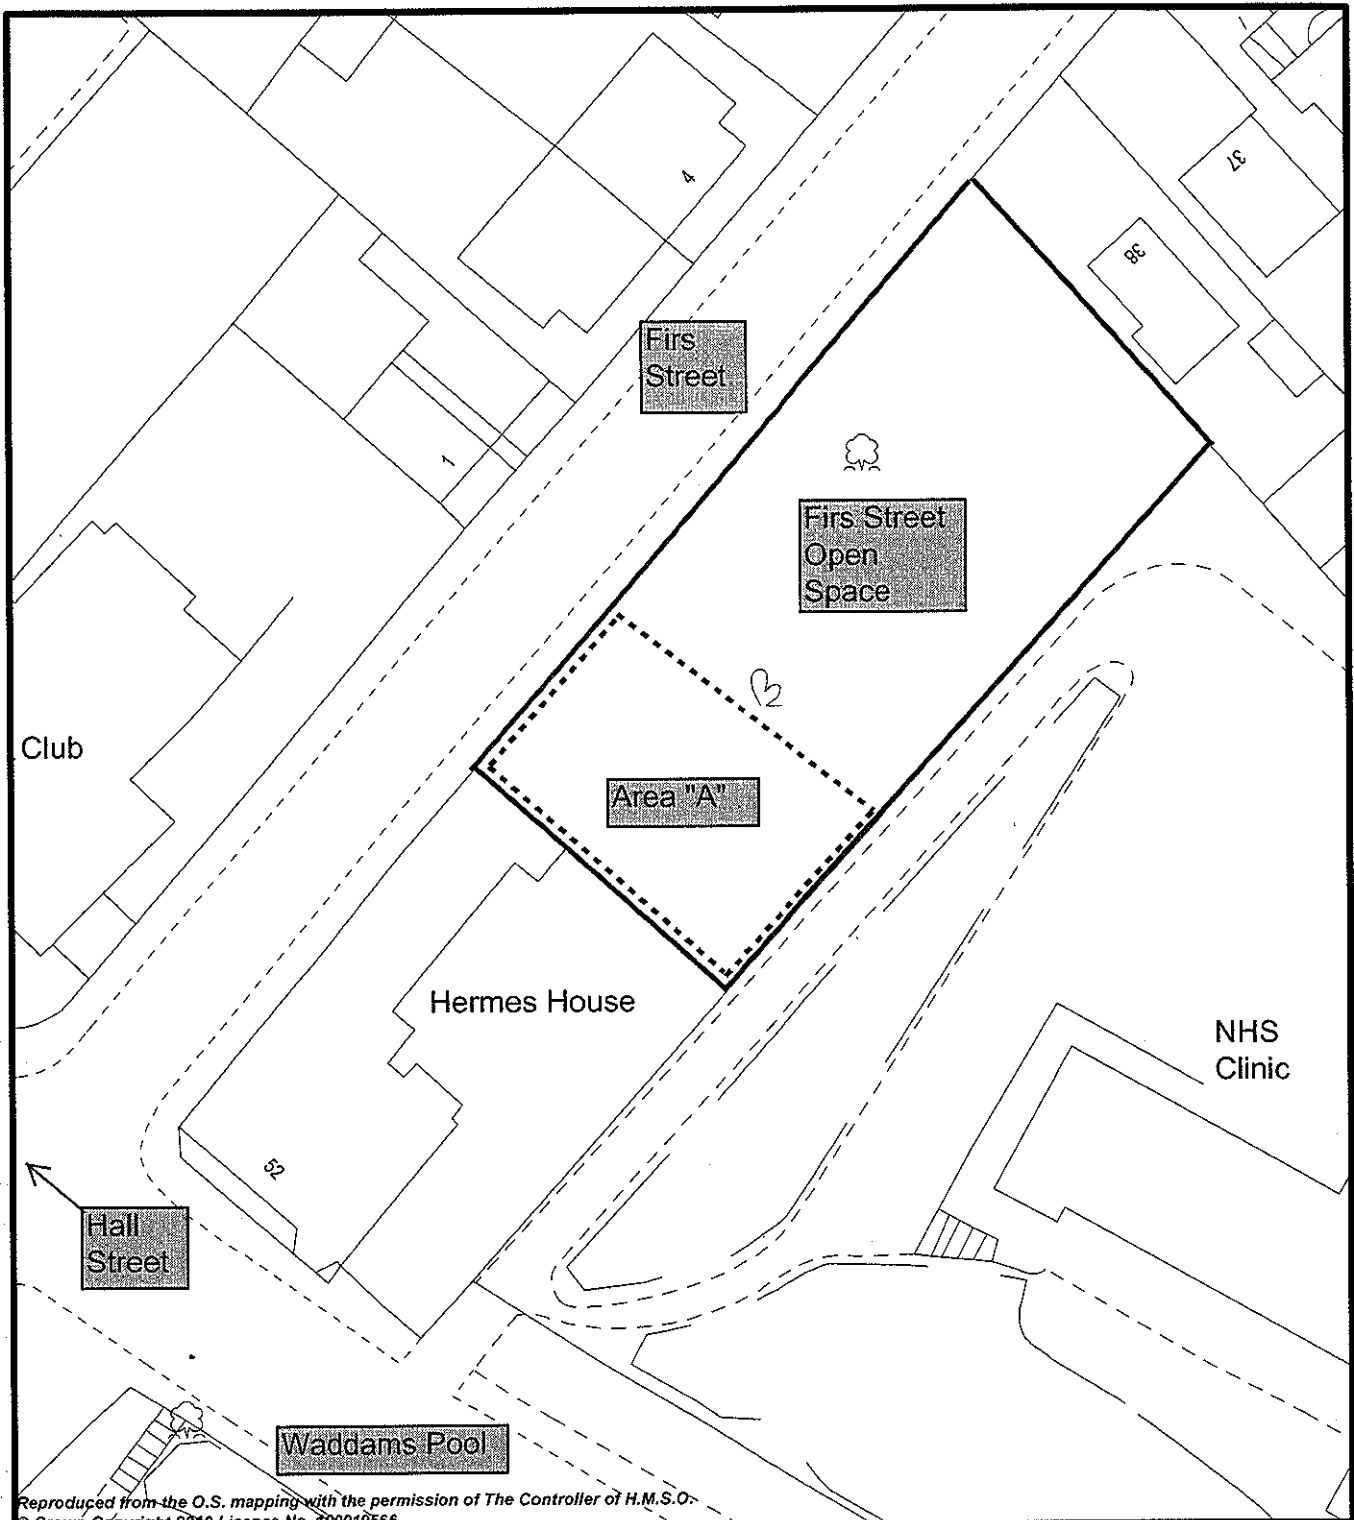 4
37
38
Firs
Street
1
Firs Street
Open
Space
Club
Area "A"
Hermes House
NHS
Clinic
52
Hall
Street
Waddams Pool
Reproduced from the O.S. mapping with the permission of The Controller of H.M.S.O.